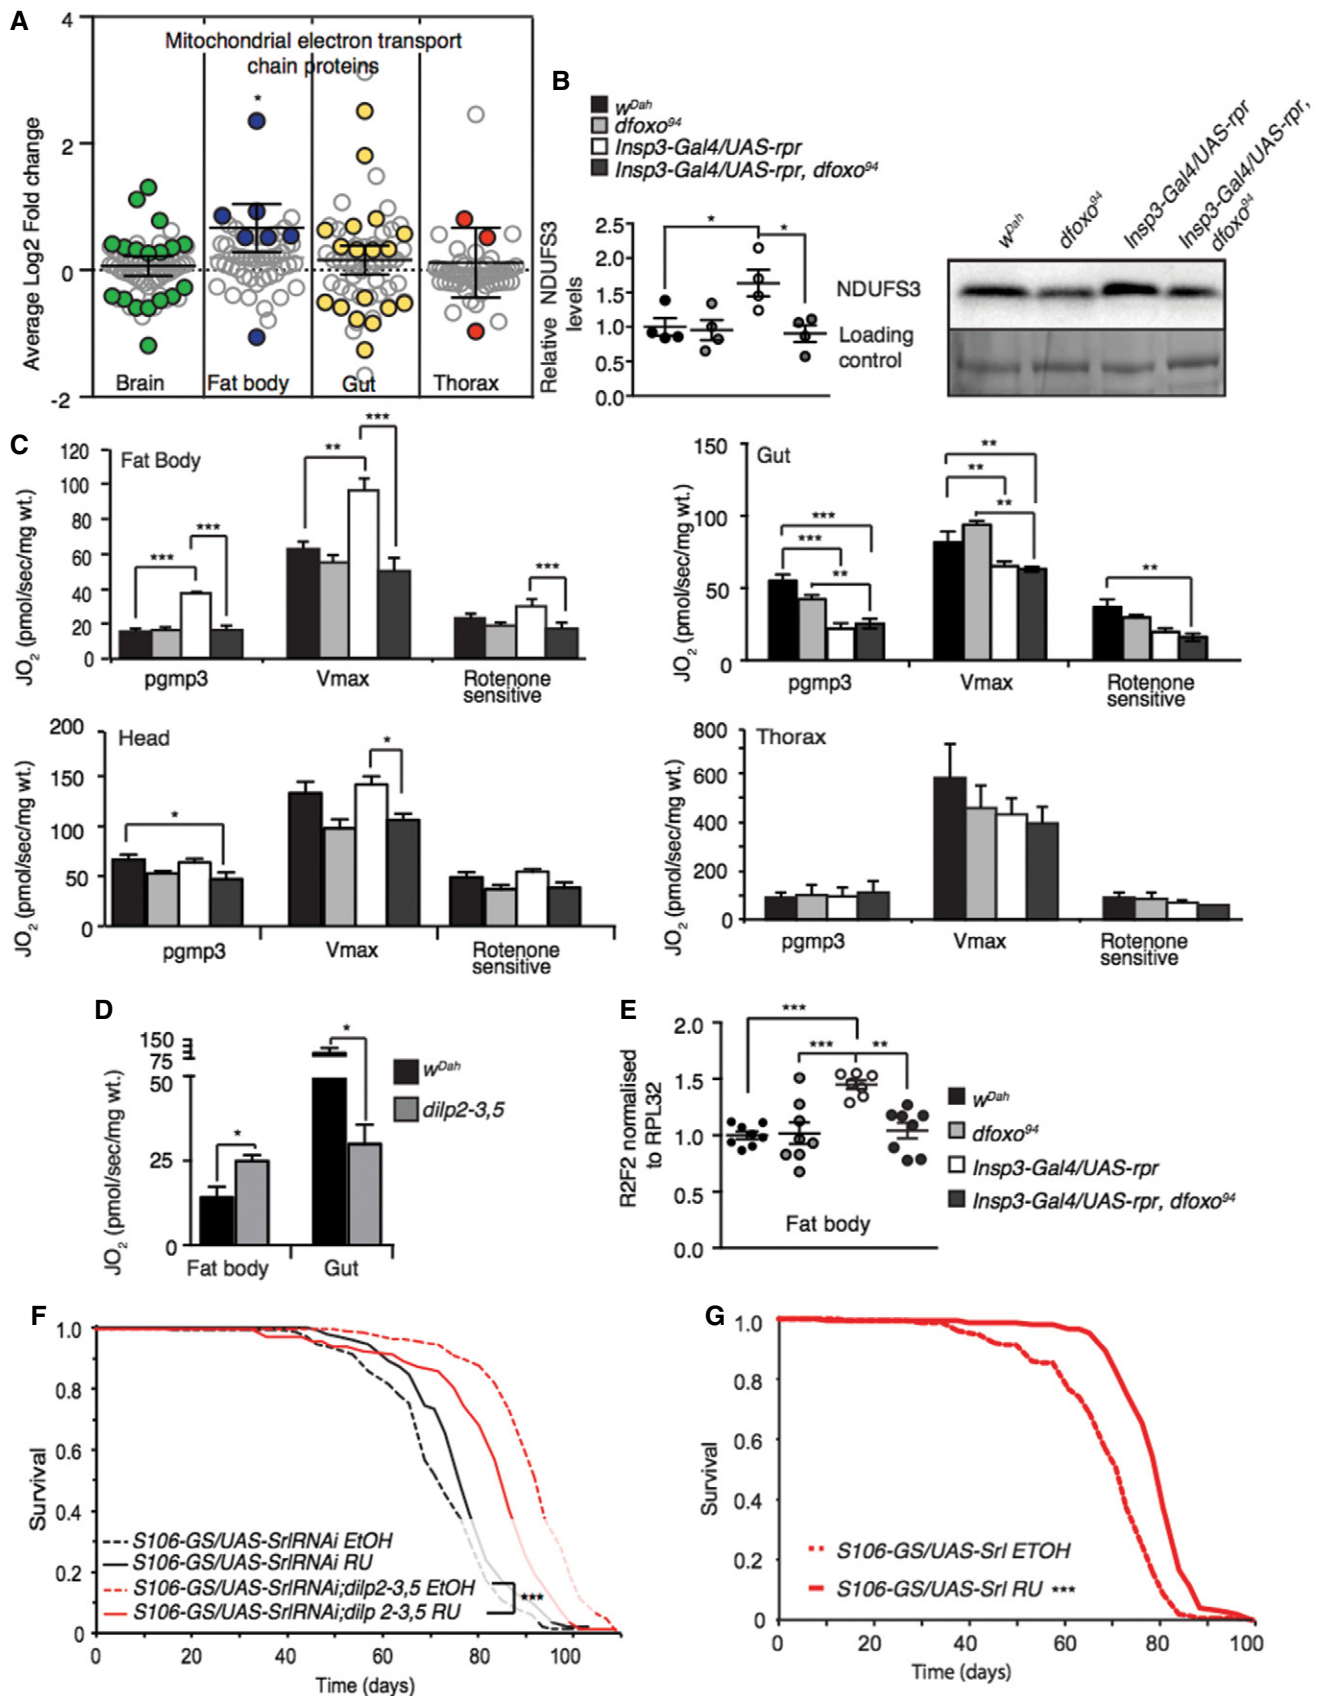 A
4
2
0
-2
Average Log2 Fold change
Mitochondrial electron transport
chain proteins
*
Brain
Fat body
Gut
Thorax
B
wDah
dfoxo94
Insp3-Gal4/UAS-rpr
Insp3-Gal4/UAS-rpr, dfoxo94
Relative NDUFS3
levels
2.5
2.0
1.5
1.0
0.5
0.0
*
*
wDah
dfoxo94
Insp3-Gal4/UAS-rpr
Insp3-Gal4/UAS-rpr,
dfoxo94
NDUFS3
Loading
control
C
JO2 (pmol/sec/mg wt.)
120
100
80
60
40
20
0
Fat Body
***
***
**
***
***
pgmp3
Vmax
Rotenone
sensitive
JO2 (pmol/sec/mg wt.)
150
100
50
0
Gut
***
***
**
**
**
**
**
pgmp3
Vmax
Rotenone
sensitive
JO2 (pmol/sec/mg wt.)
200
150
100
50
0
Head
*
*
pgmp3
Vmax
Rotenone
sensitive
JO2 (pmol/sec/mg wt.)
800
600
400
200
0
Thorax
pgmp3
Vmax
Rotenone
sensitive
D
JO2 (pmol/sec/mg wt.)
150
75
50
25
0
*
*
Fat body
Gut
wDah
dilp2-3,5
E
R2F2 normalised
to RPL32
2.0
1.5
1.0
0.5
0.0
***
***
**
Fat body
wDah
dfoxo94
Insp3-Gal4/UAS-rpr
Insp3-Gal4/UAS-rpr, dfoxo94
F
Survival
1.0
0.8
0.6
0.4
0.2
0
S106-GS/UAS-SrlRNAi EtOH
S106-GS/UAS-SrlRNAi RU
S106-GS/UAS-SrlRNAi;dilp2-3,5 EtOH
S106-GS/UAS-SrlRNAi;dilp 2-3,5 RU
***
0 20 40 60 80 100
Time (days)
G
Survival
1.0
0.8
0.6
0.4
0.2
0
S106-GS/UAS-Srl ETOH
S106-GS/UAS-Srl RU ***
0 20 40 60 80 100
Time (days)